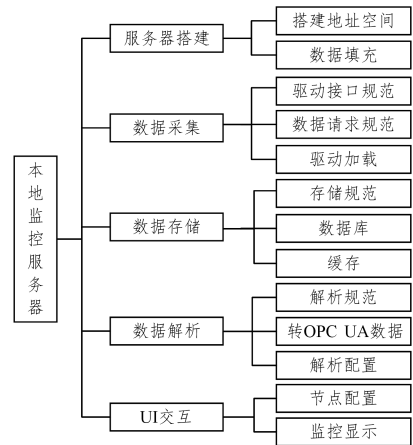 本地监控服务器
服务器搭建
搭建地址空间
数据填充
数据采集
驱动接口规范
数据请求规范
驱动加载
数据存储
存储规范
数据库
缓存
数据解析
解析规范
转OPC UA数据
解析配置
UI交互
节点配置
监控显示